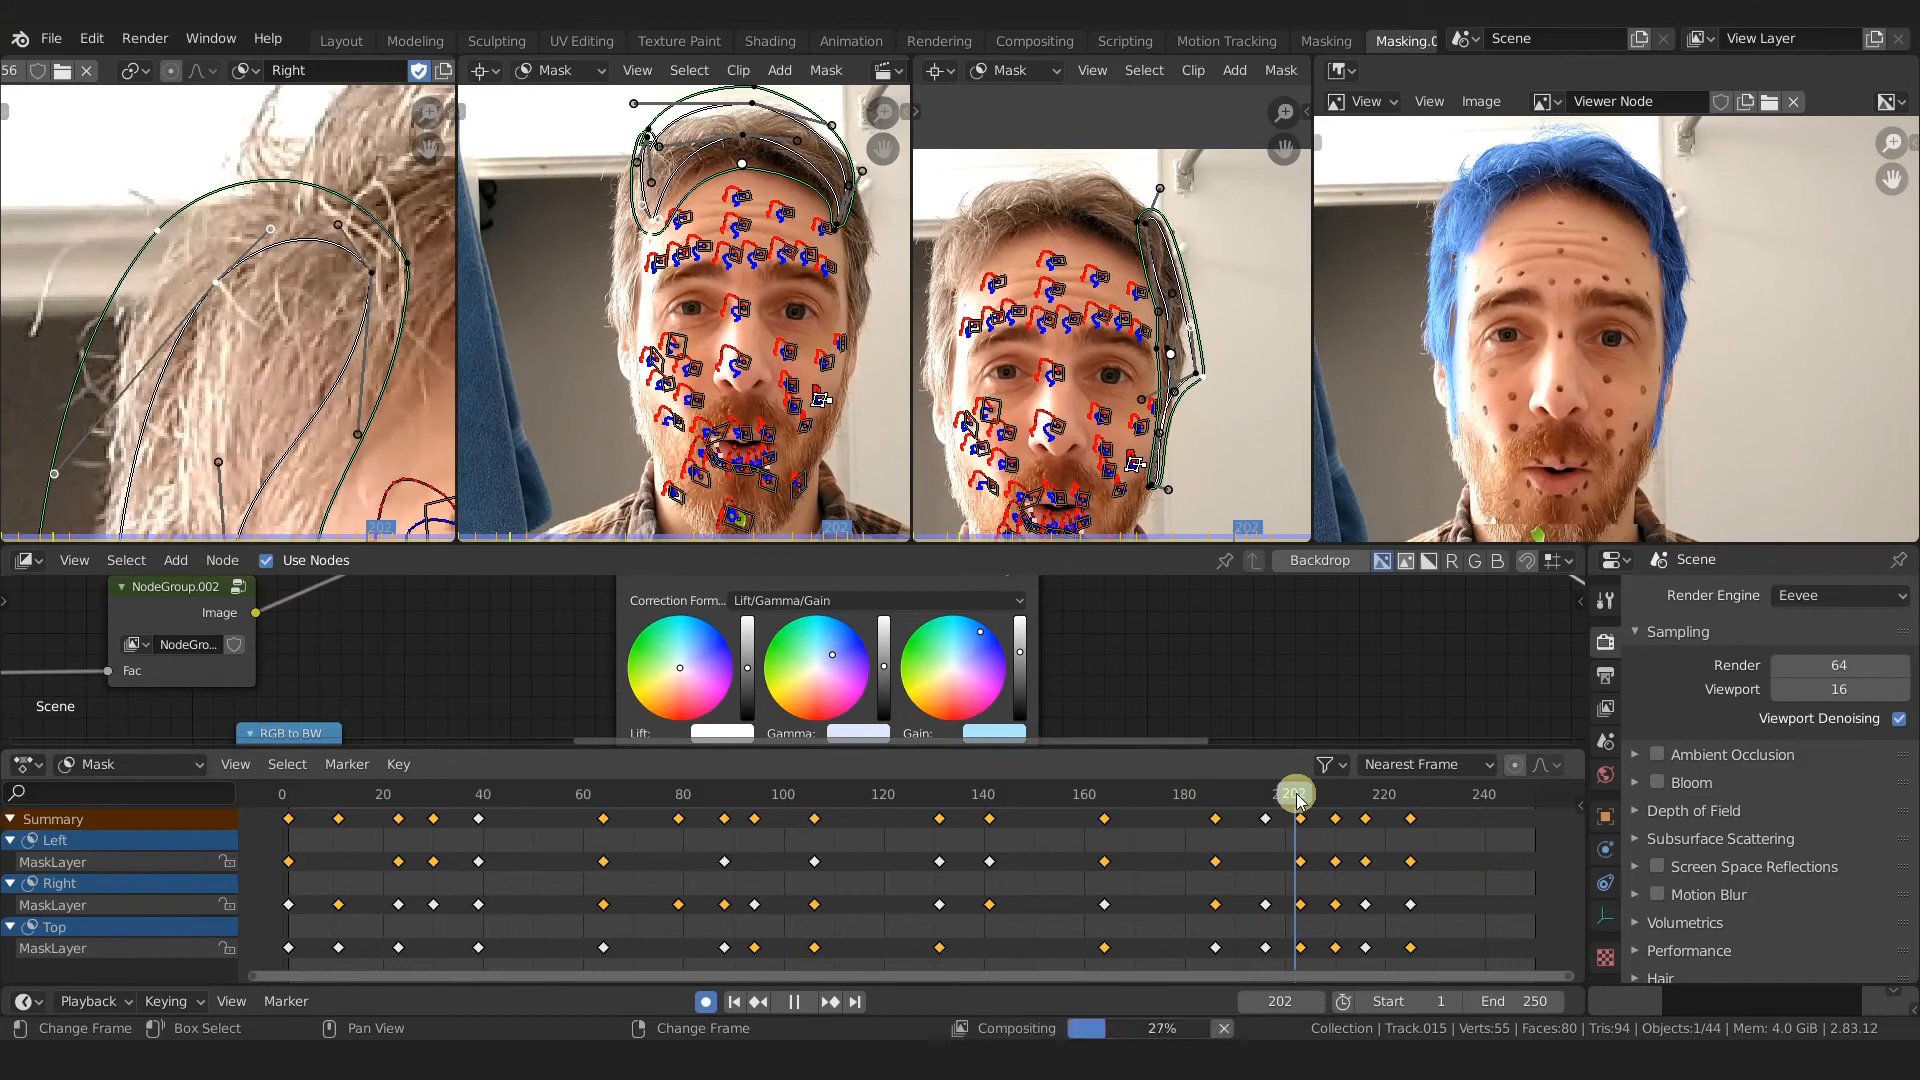 File Edit Render Window Help Layout Modeling Sculpting UV Editing Texture Paint Shading Animation Rendering Compositing Scripting Motion Tracking Masking Masking.0 Scene View Layer
56 Right Mask View Select Clip Add Mask Mask View Select Clip Add Mask
View View Image Viewer Node
202 202 202
View Select Add Node Use Nodes Backdrop R G B Scene
NodeGroup.002
Image
NodeGro...
Fac
Scene
RGB to BW
Correction Form... Lift/Gamma/Gain
Lift: Gamma: Gain:
Render Engine Eevee
Sampling
Render 64
Viewport 16
Viewport Denoising
Ambient Occlusion
Bloom
Depth of Field
Subsurface Scattering
Screen Space Reflections
Motion Blur
Volumetrics
Performance
Hair
Mask View Select Marker Key Nearest Frame
0 20 40 60 80 100 120 140 160 180 202 220 240
Summary
Left
MaskLayer
Right
MaskLayer
Top
MaskLayer
Playback Keying View Marker 202 Start 1 End 250
Change Frame Box Select Pan View Change Frame Compositing 27% Collection | Track.015 | Verts:55 | Faces:80 | Tris:94 | Objects:1/44 | Mem: 4.0 GiB | 2.83.12